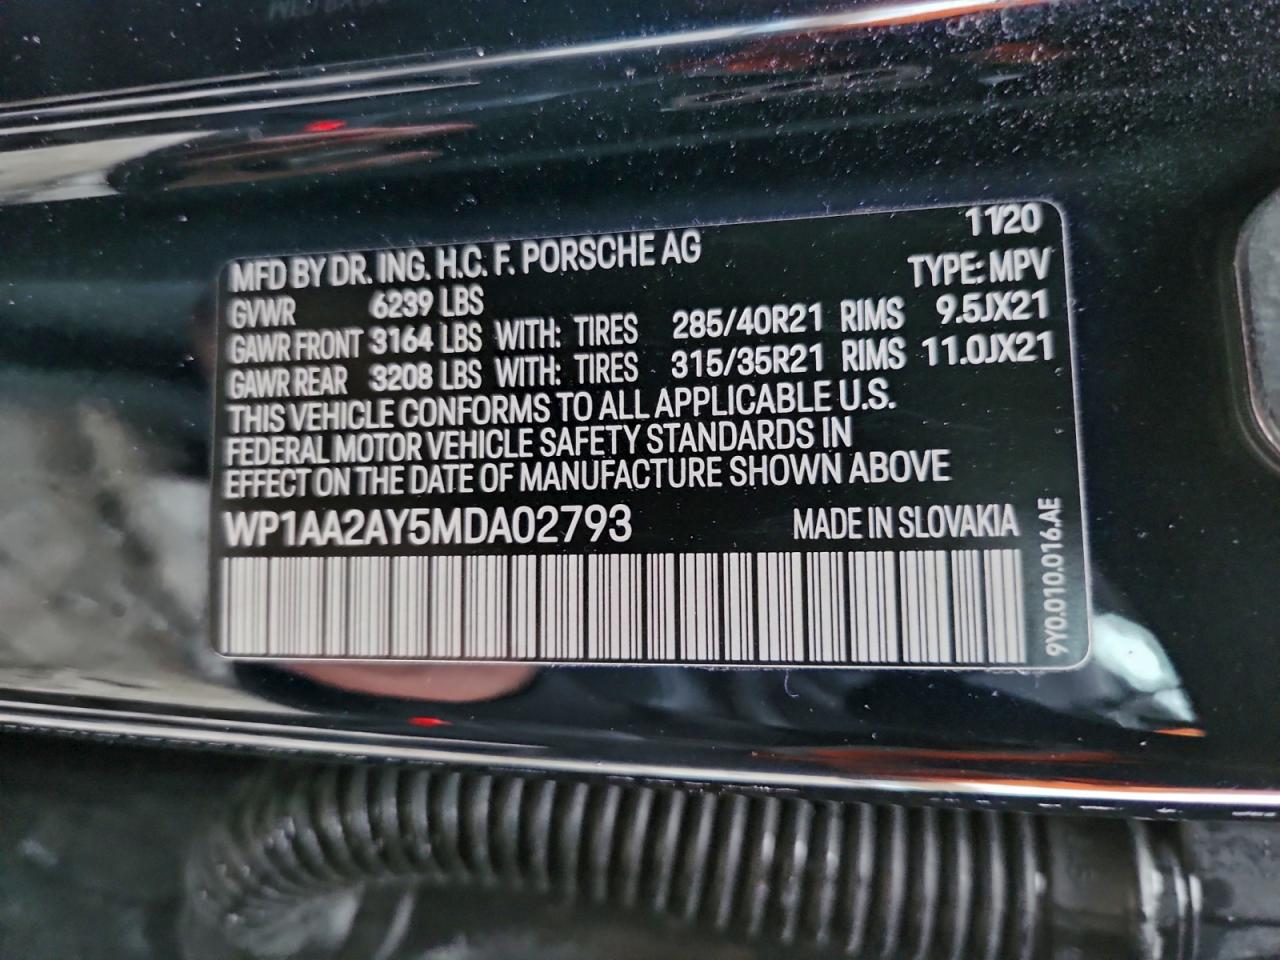 11/20
MFD BY DR. ING. H.C. F. PORSCHE AG TYPE: MPV
GVWR 6239 LBS
GAWR FRONT 3164 LBS WITH: TIRES 285/40R21 RIMS 9.5JX21
GAWR REAR 3208 LBS WITH: TIRES 315/35R21 RIMS 11.0JX21
THIS VEHICLE CONFORMS TO ALL APPLICABLE U.S.
FEDERAL MOTOR VEHICLE SAFETY STANDARDS IN
EFFECT ON THE DATE OF MANUFACTURE SHOWN ABOVE
WP1AA2AY5MDA02793 MADE IN SLOVAKIA
9Y0.010.016.AE